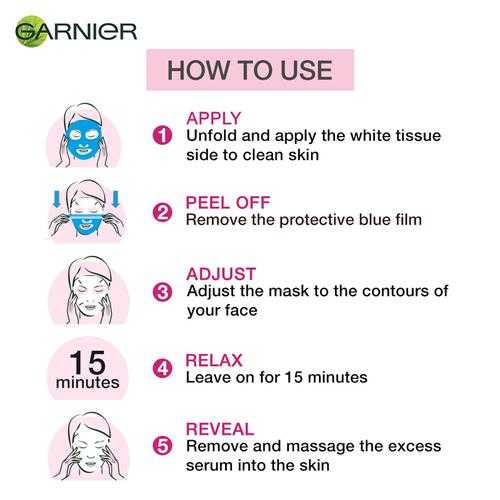 GARNIER
HOW TO USE
1
APPLY
Unfold and apply the white tissue
side to clean skin
2
PEEL OFF
Remove the protective blue film
3
ADJUST
Adjust the mask to the contours of
your face
15
minutes
4
RELAX
Leave on for 15 minutes
5
REVEAL
Remove and massage the excess
serum into the skin